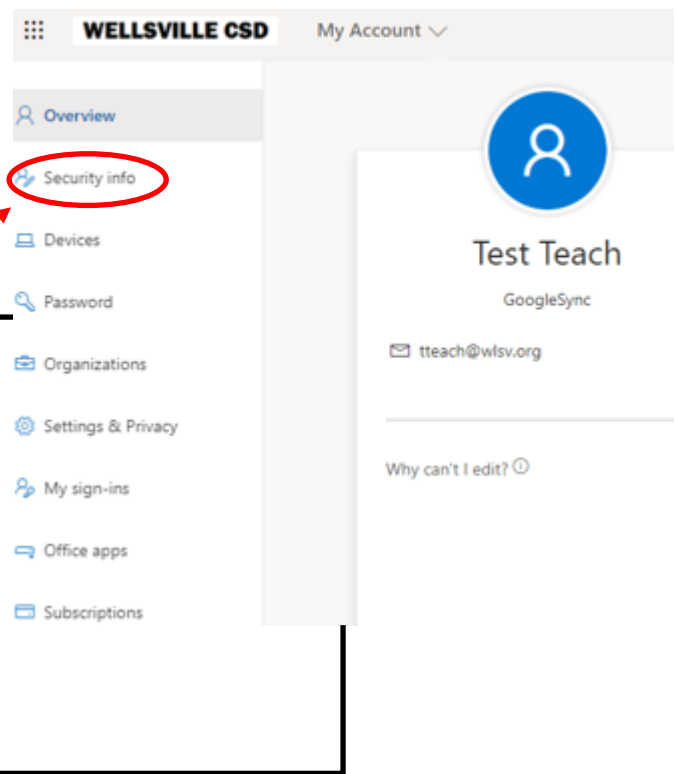 WELLSVILLE CSD My Account
Overview
Security info
Devices
Password
Organizations
Settings & Privacy
My sign-ins
Office apps
Subscriptions
Test Teach
GoogleSync
tteach@wlsv.org
Why can't I edit?